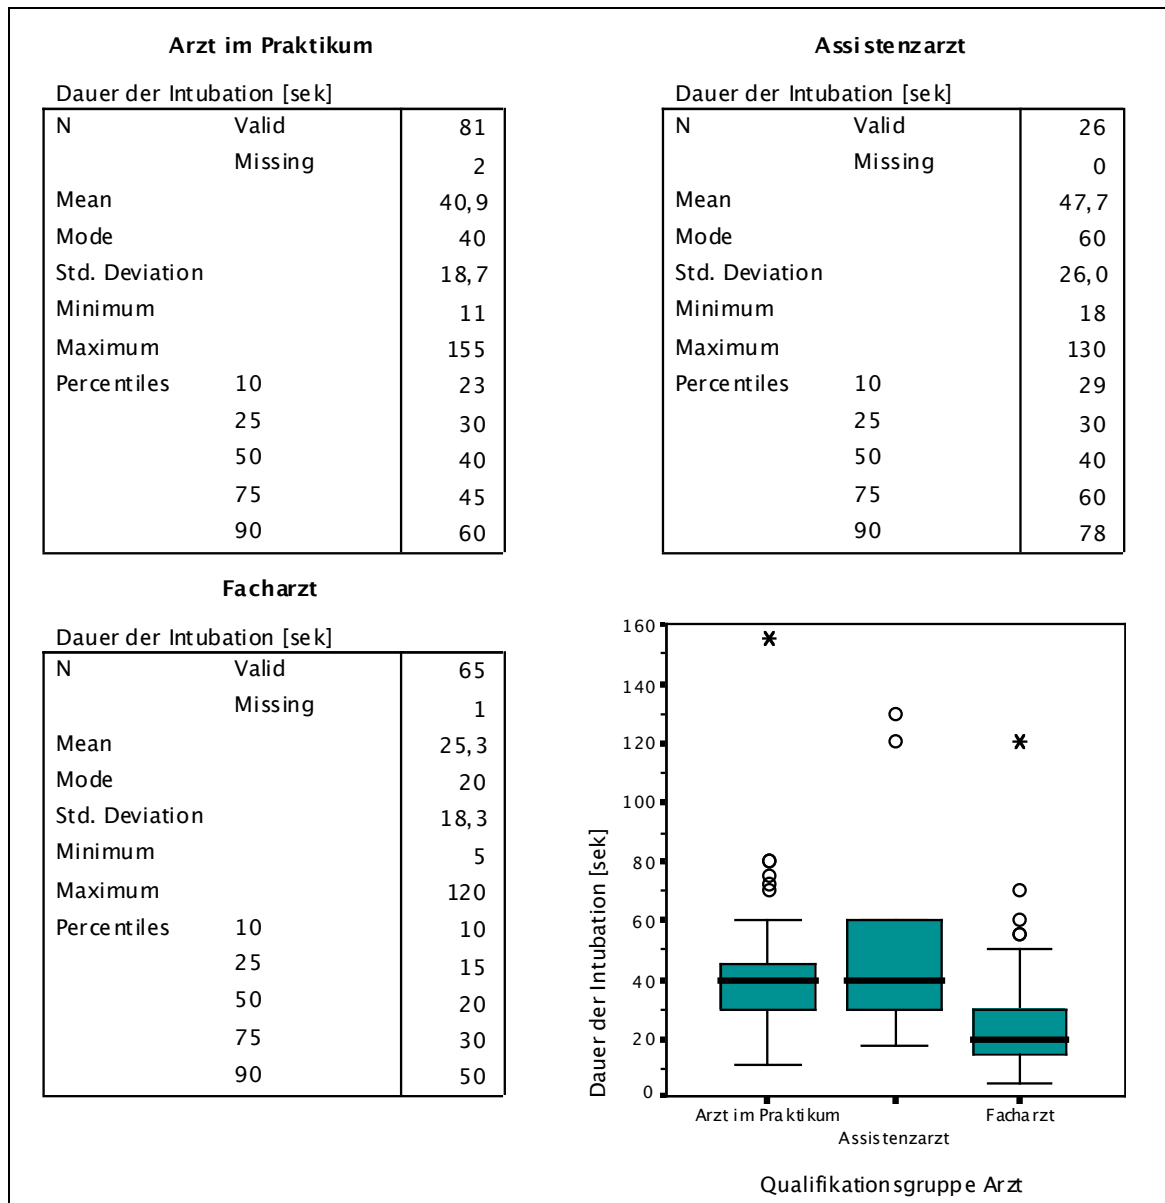 Arzt im Praktikum
Dauer der Intubation [sek]
N Valid 81
Missing 2
Mean 40,9
Mode 40
Std. Deviation 18,7
Minimum 11
Maximum 155
Percentiles 10 23
25 30
50 40
75 45
90 60
Assistenzarzt
Dauer der Intubation [sek]
N Valid 26
Missing 0
Mean 47,7
Mode 60
Std. Deviation 26,0
Minimum 18
Maximum 130
Percentiles 10 29
25 30
50 40
75 60
90 78
Facharzt
Dauer der Intubation [sek]
N Valid 65
Missing 1
Mean 25,3
Mode 20
Std. Deviation 18,3
Minimum 5
Maximum 120
Percentiles 10 10
25 15
50 20
75 30
90 50
Dauer der Intubation [sek]
160
140
120
100
80
60
40
20
0
Arzt im Praktikum Facharzt
Assistenzarzt
Qualifikationsgruppe Arzt